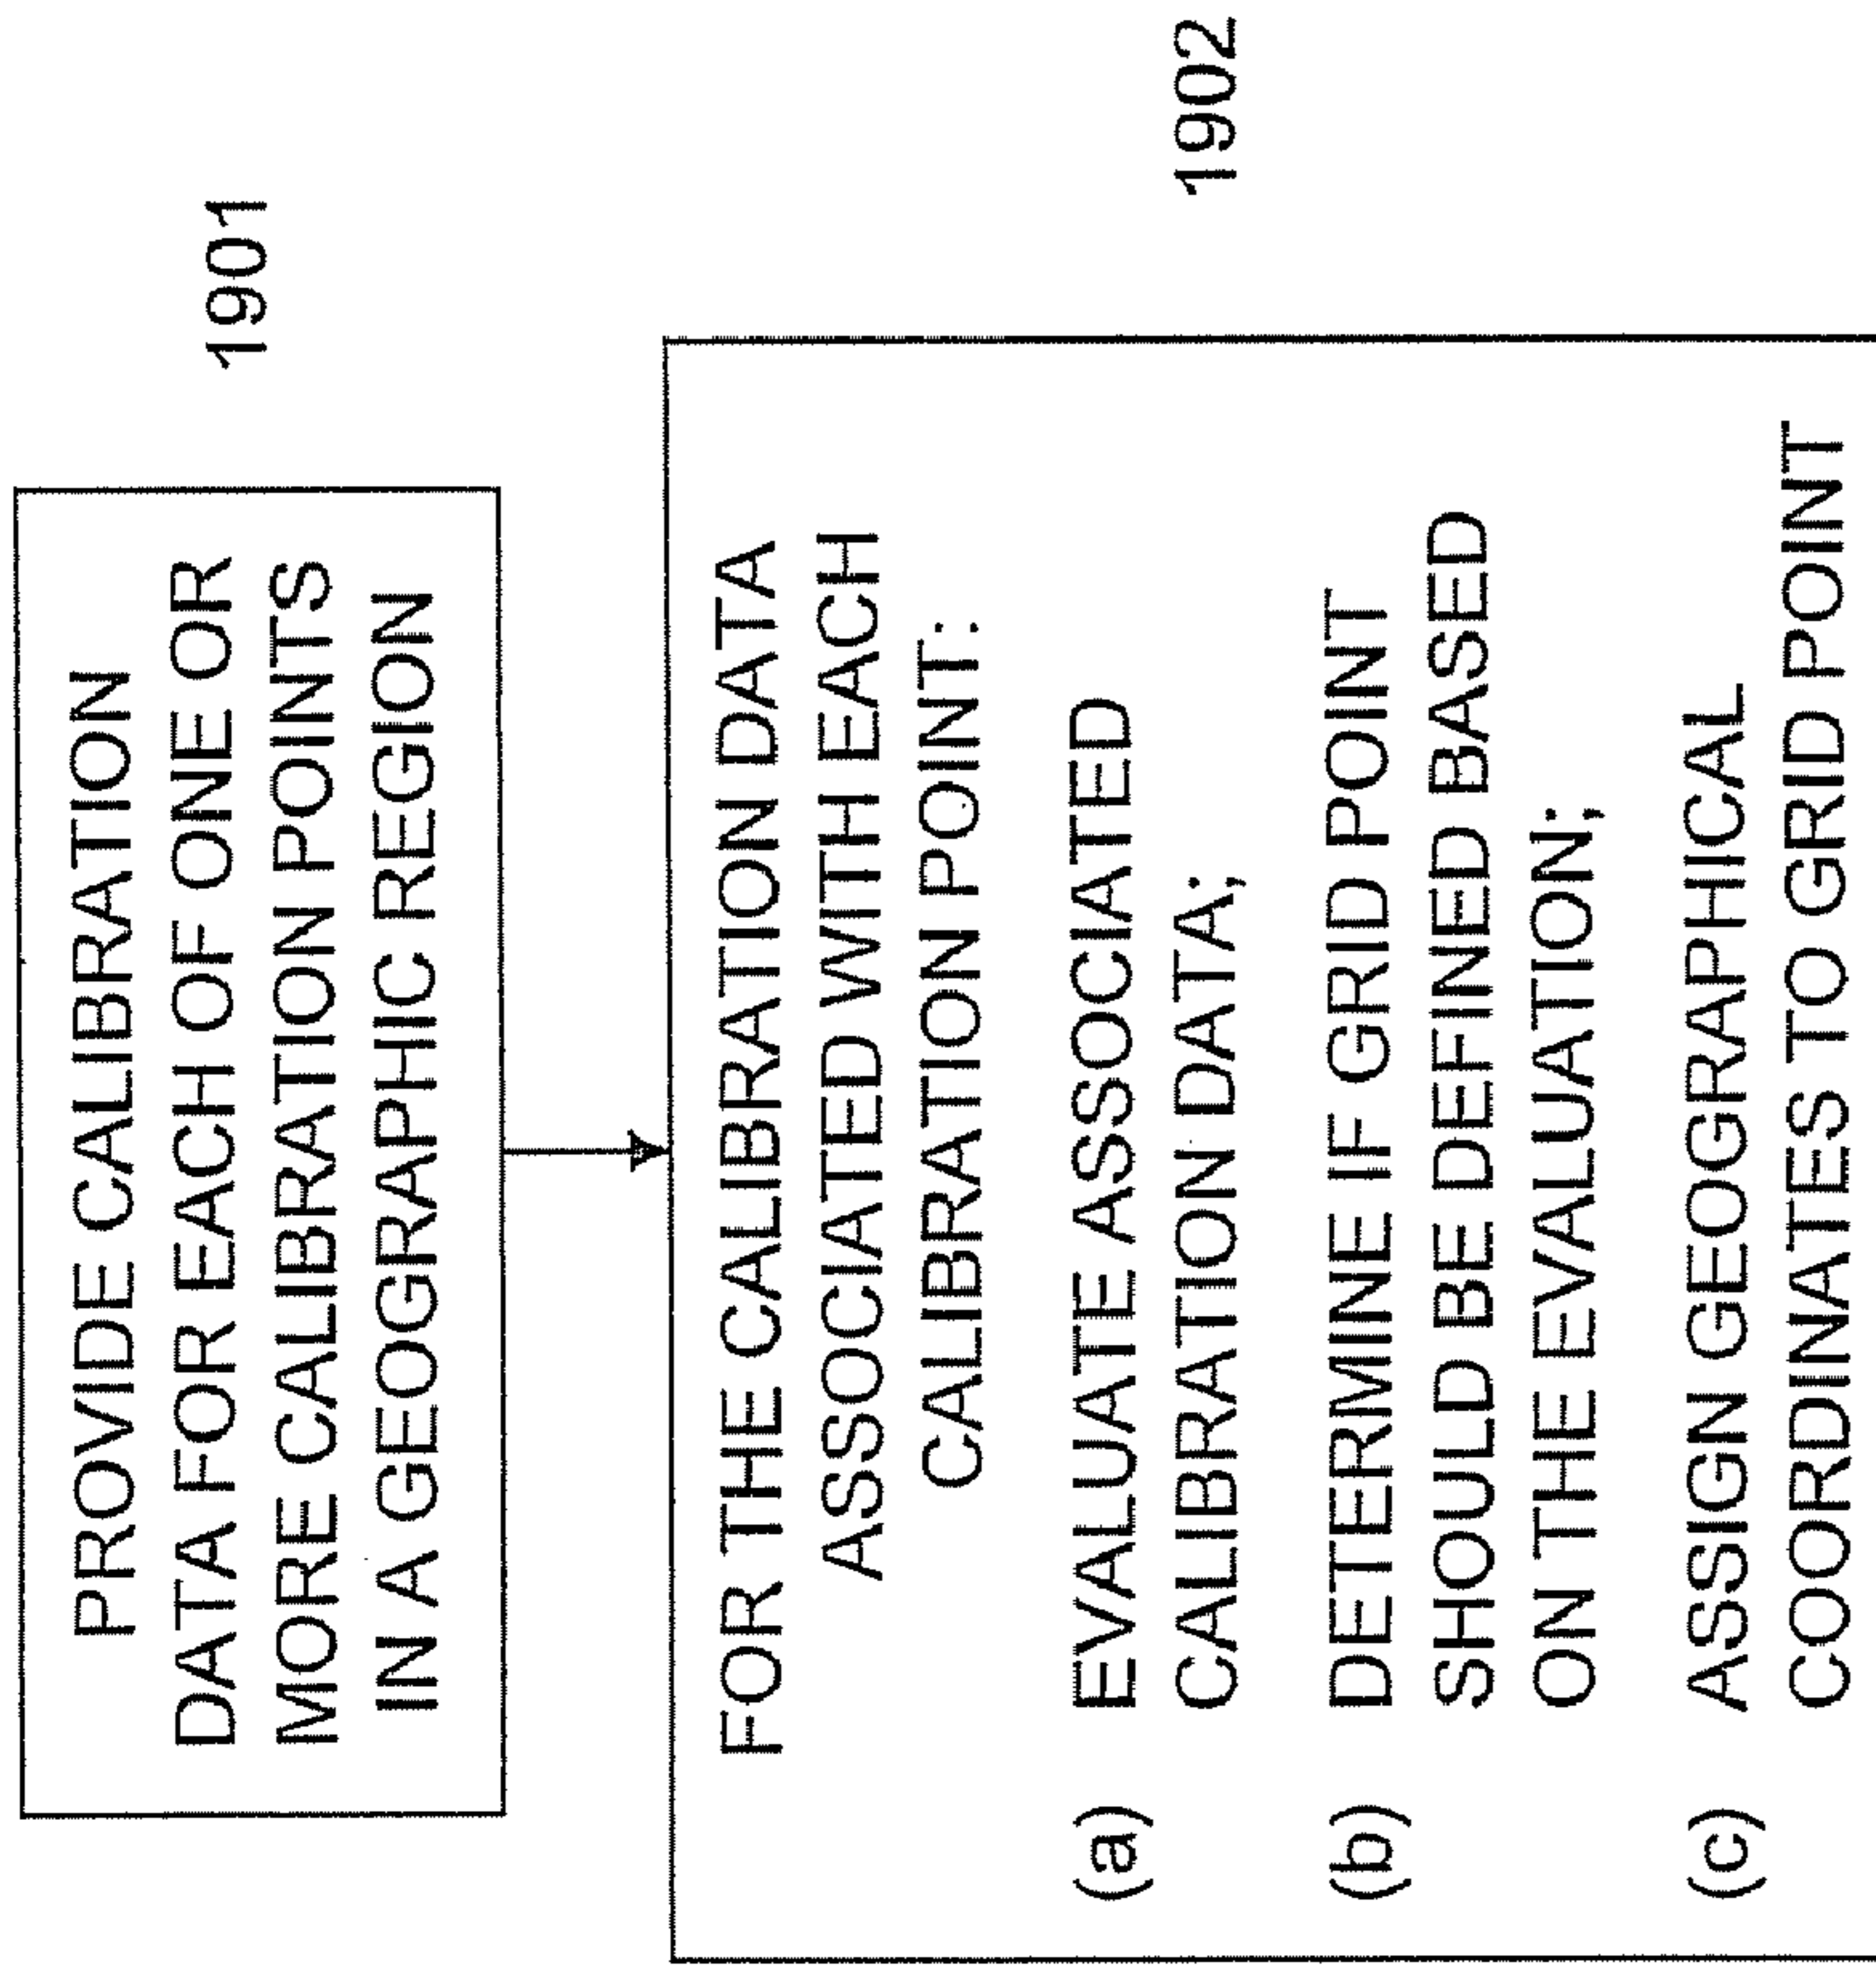 PROVIDE CALIBRATION
DATA FOR EACH OF ONE OR
MORE CALIBRATION POINTS
IN A GEOGRAPHIC REGION
1901
FOR THE CALIBRATION DATA
ASSOCIATED WITH EACH
CALIBRATION POINT:
(a) EVALUATE ASSOCIATED
CALIBRATION DATA;
(b) DETERMINE IF GRID POINT
SHOULD BE DEFINED BASED
ON THE EVALUATION;
(c) ASSIGN GEOGRAPHICAL
COORDINATES TO GRID POINT
1902